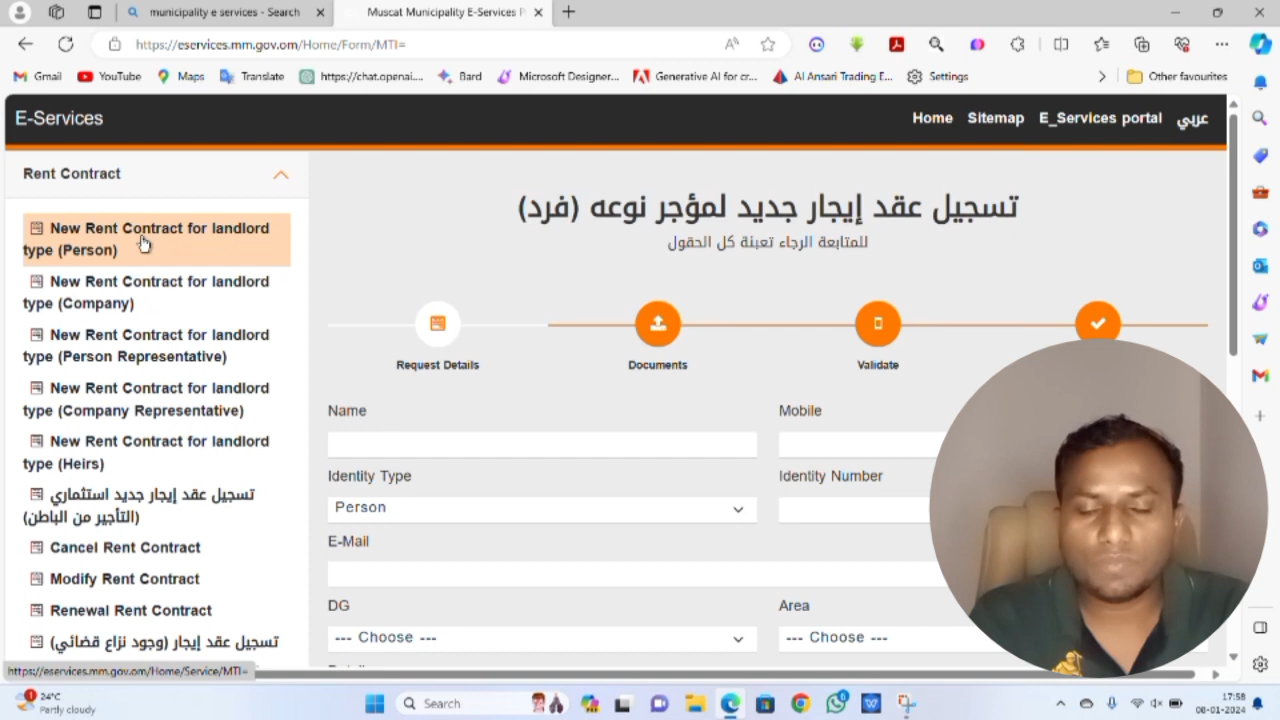 municipality e services - Search
Muscat Municipality E-Services P
https://eservices.mm.gov.om/Home/Form/MTI=
Gmail
YouTube
Maps
Translate
https://chat.openai....
Bard
Microsoft Designer...
Generative AI for cr...
Al Ansari Trading E...
Settings
Other favourites
E-Services
Home
Sitemap
E_Services portal
عربي
Rent Contract
New Rent Contract for landlord
type (Person)
New Rent Contract for landlord
type (Company)
New Rent Contract for landlord
type (Person Representative)
New Rent Contract for landlord
type (Company Representative)
New Rent Contract for landlord
type (Heirs)
تسجيل عقد إيجار جديد استثماري
(التأجير من الباطن)
Cancel Rent Contract
Modify Rent Contract
Renewal Rent Contract
تسجيل عقد إيجار (وجود نزاع قضائي)
تسجيل عقد إيجار جديد لمؤجر نوعه (فرد)
للمتابعة الرجاء تعبئة كل الحقول
Request Details
Documents
Validate
Name
Mobile
Identity Type
Identity Number
Person
E-Mail
DG
Area
--- Choose ---
--- Choose ---
https://eservices.mm.gov.om/Home/Service/MTI=
1
24°C
Partly cloudy
Search
6
17:58
08-01-2024